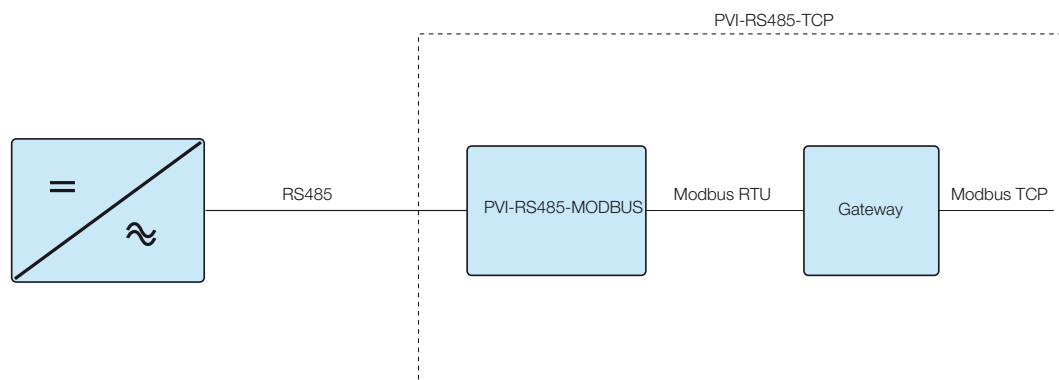 PVI-RS485-TCP
RS485
PVI-RS485-MODBUS
Modbus RTU
Gateway
Modbus TCP